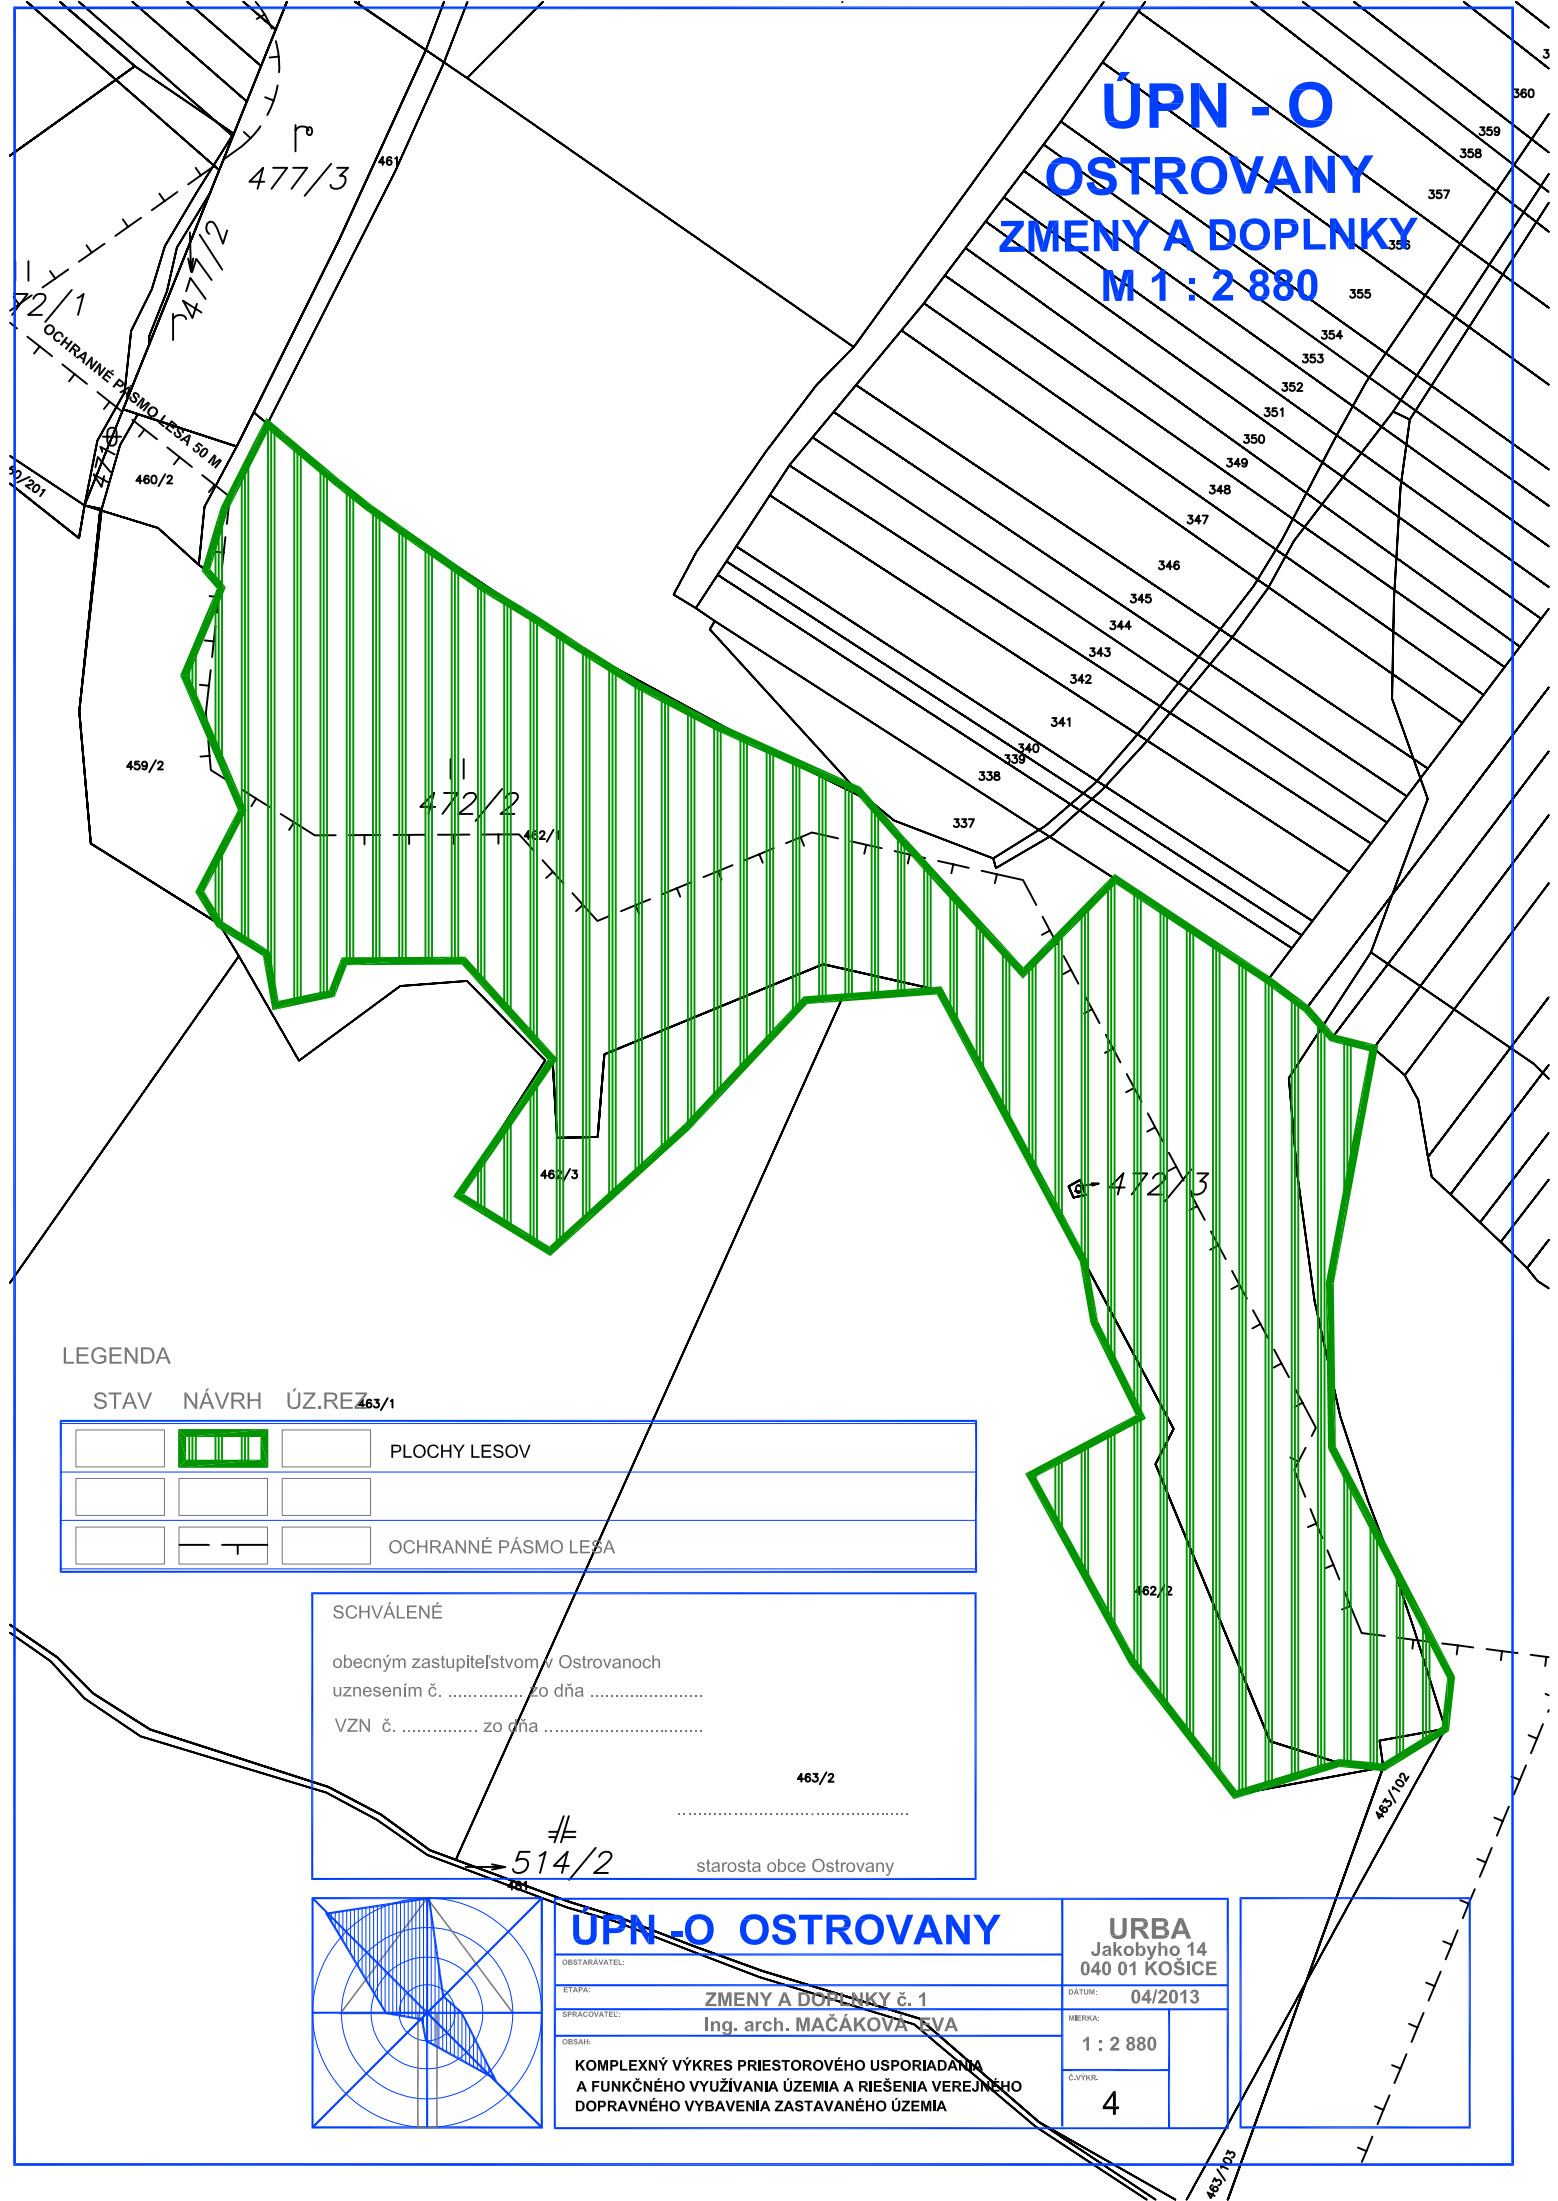 ÚPN - O
OSTROVANY
ZMENY A DOPLNKY
M 1 : 2 880
360
359
358
357
356
355
354
353
352
351
350
349
348
347
346
345
344
343
342
341
340
339
338
337
461
477/3
477/2
72/1
OCHRANNÉ PÁSMO LESA 50 M
460/2
459/2
472/2
462/1
462/3
472/3
462/2
463/102
463/103
LEGENDA
STAV NÁVRH ÚZ.REZ
463/1
PLOCHY LESOV
OCHRANNÉ PÁSMO LESA
SCHVÁLENÉ
obecným zastupiteľstvom v Ostrovanoch
uznesením č. ............... zo dňa .......................
VZN č. ............... zo dňa ................................
463/2
...............................................
starosta obce Ostrovany
514/2
481
ÚPN -O OSTROVANY
OBSTARÁVATEĽ:
ETAPA:
ZMENY A DOPLNKY č. 1
SPRACOVATEĽ:
Ing. arch. MAČÁKOVÁ EVA
OBSAH:
KOMPLEXNÝ VÝKRES PRIESTOROVÉHO USPORIADANIA
A FUNKČNÉHO VYUŽÍVANIA ÚZEMIA A RIEŠENIA VEREJNÉHO
DOPRAVNÉHO VYBAVENIA ZASTAVANÉHO ÚZEMIA
URBA
Jakobyho 14
040 01 KOŠICE
DÁTUM:
04/2013
MIERKA:
1 : 2 880
Č.VÝKR.
4